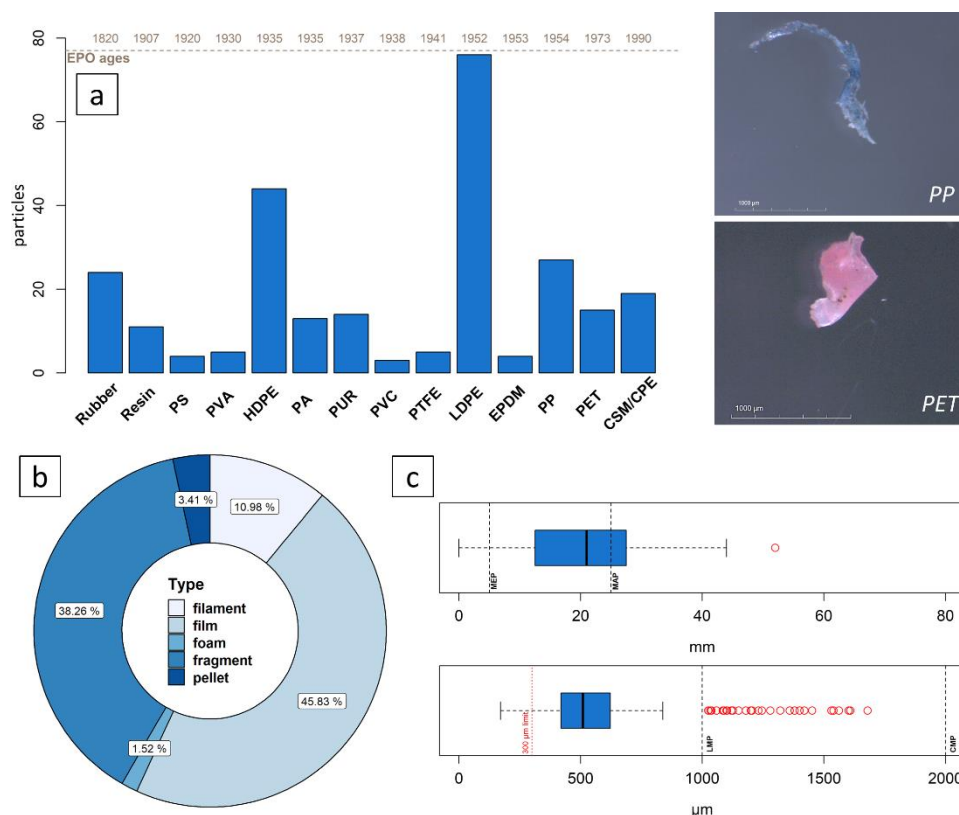 1820 1907 1920 1930 1935 1935 1937 1938 1941 1952 1953 1954 1973 1990
EPO ages
a
80
60
40
20
0
particles
Rubber
Resin
PS
PVA
HDPE
PA
PUR
PVC
PTFE
LDPE
EPDM
PP
PET
CSM/CPE
1000 µm
PP
1000 µm
PET
b
3.41 %
10.98 %
38.26 %
45.83 %
1.52 %
Type
filament
film
foam
fragment
pellet
c
MEP
MAP
0 20 40 60 80
mm
300 µm limit
LMP
CMP
0 500 1000 1500 2000
µm